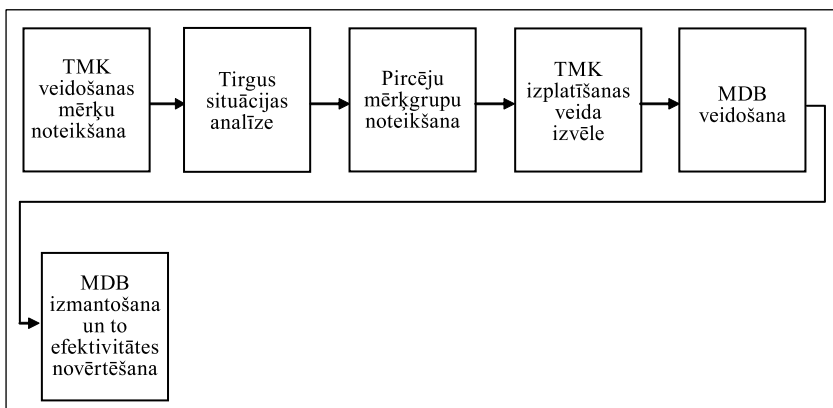 TMK
veidošanas
mērķu
noteikšana
Tirgus
situācijas
analīze
Pircēju
mērķgrupu
noteikšana
TMK
izplatīšanas
veida
izvēle
MDB
veidošana
MDB
izmantošana
un to
efektivitātes
novērtēšana